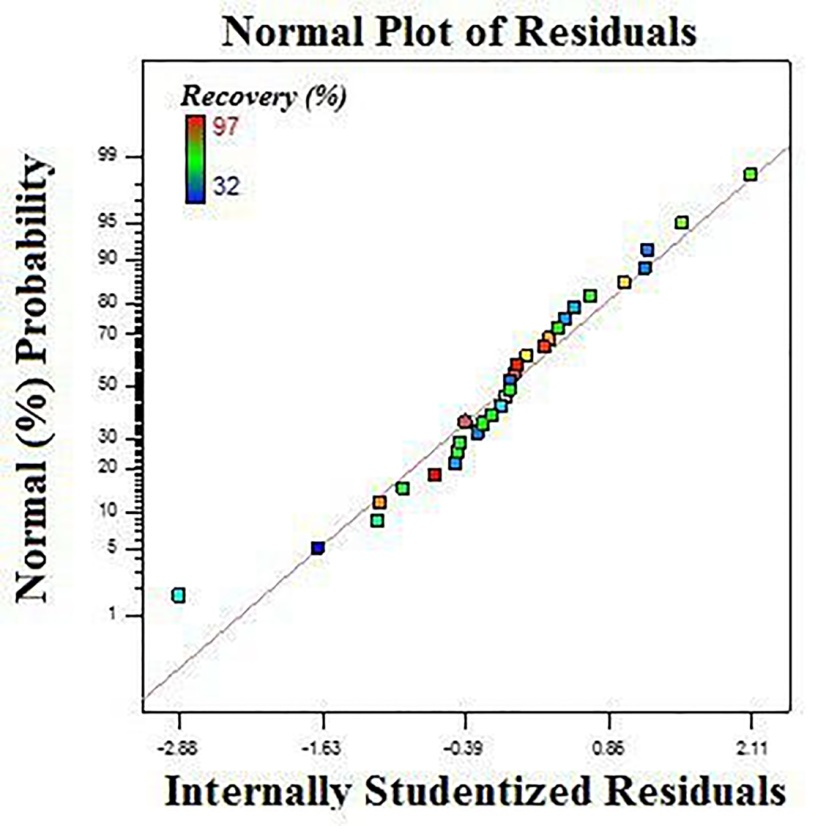 Normal Plot of Residuals
Recovery (%)
97
32
Normal (%) Probability
99
95
90
80
70
50
30
20
10
5
1
-2.88 -1.63 -0.39 0.86 2.11
Internally Studentized Residuals